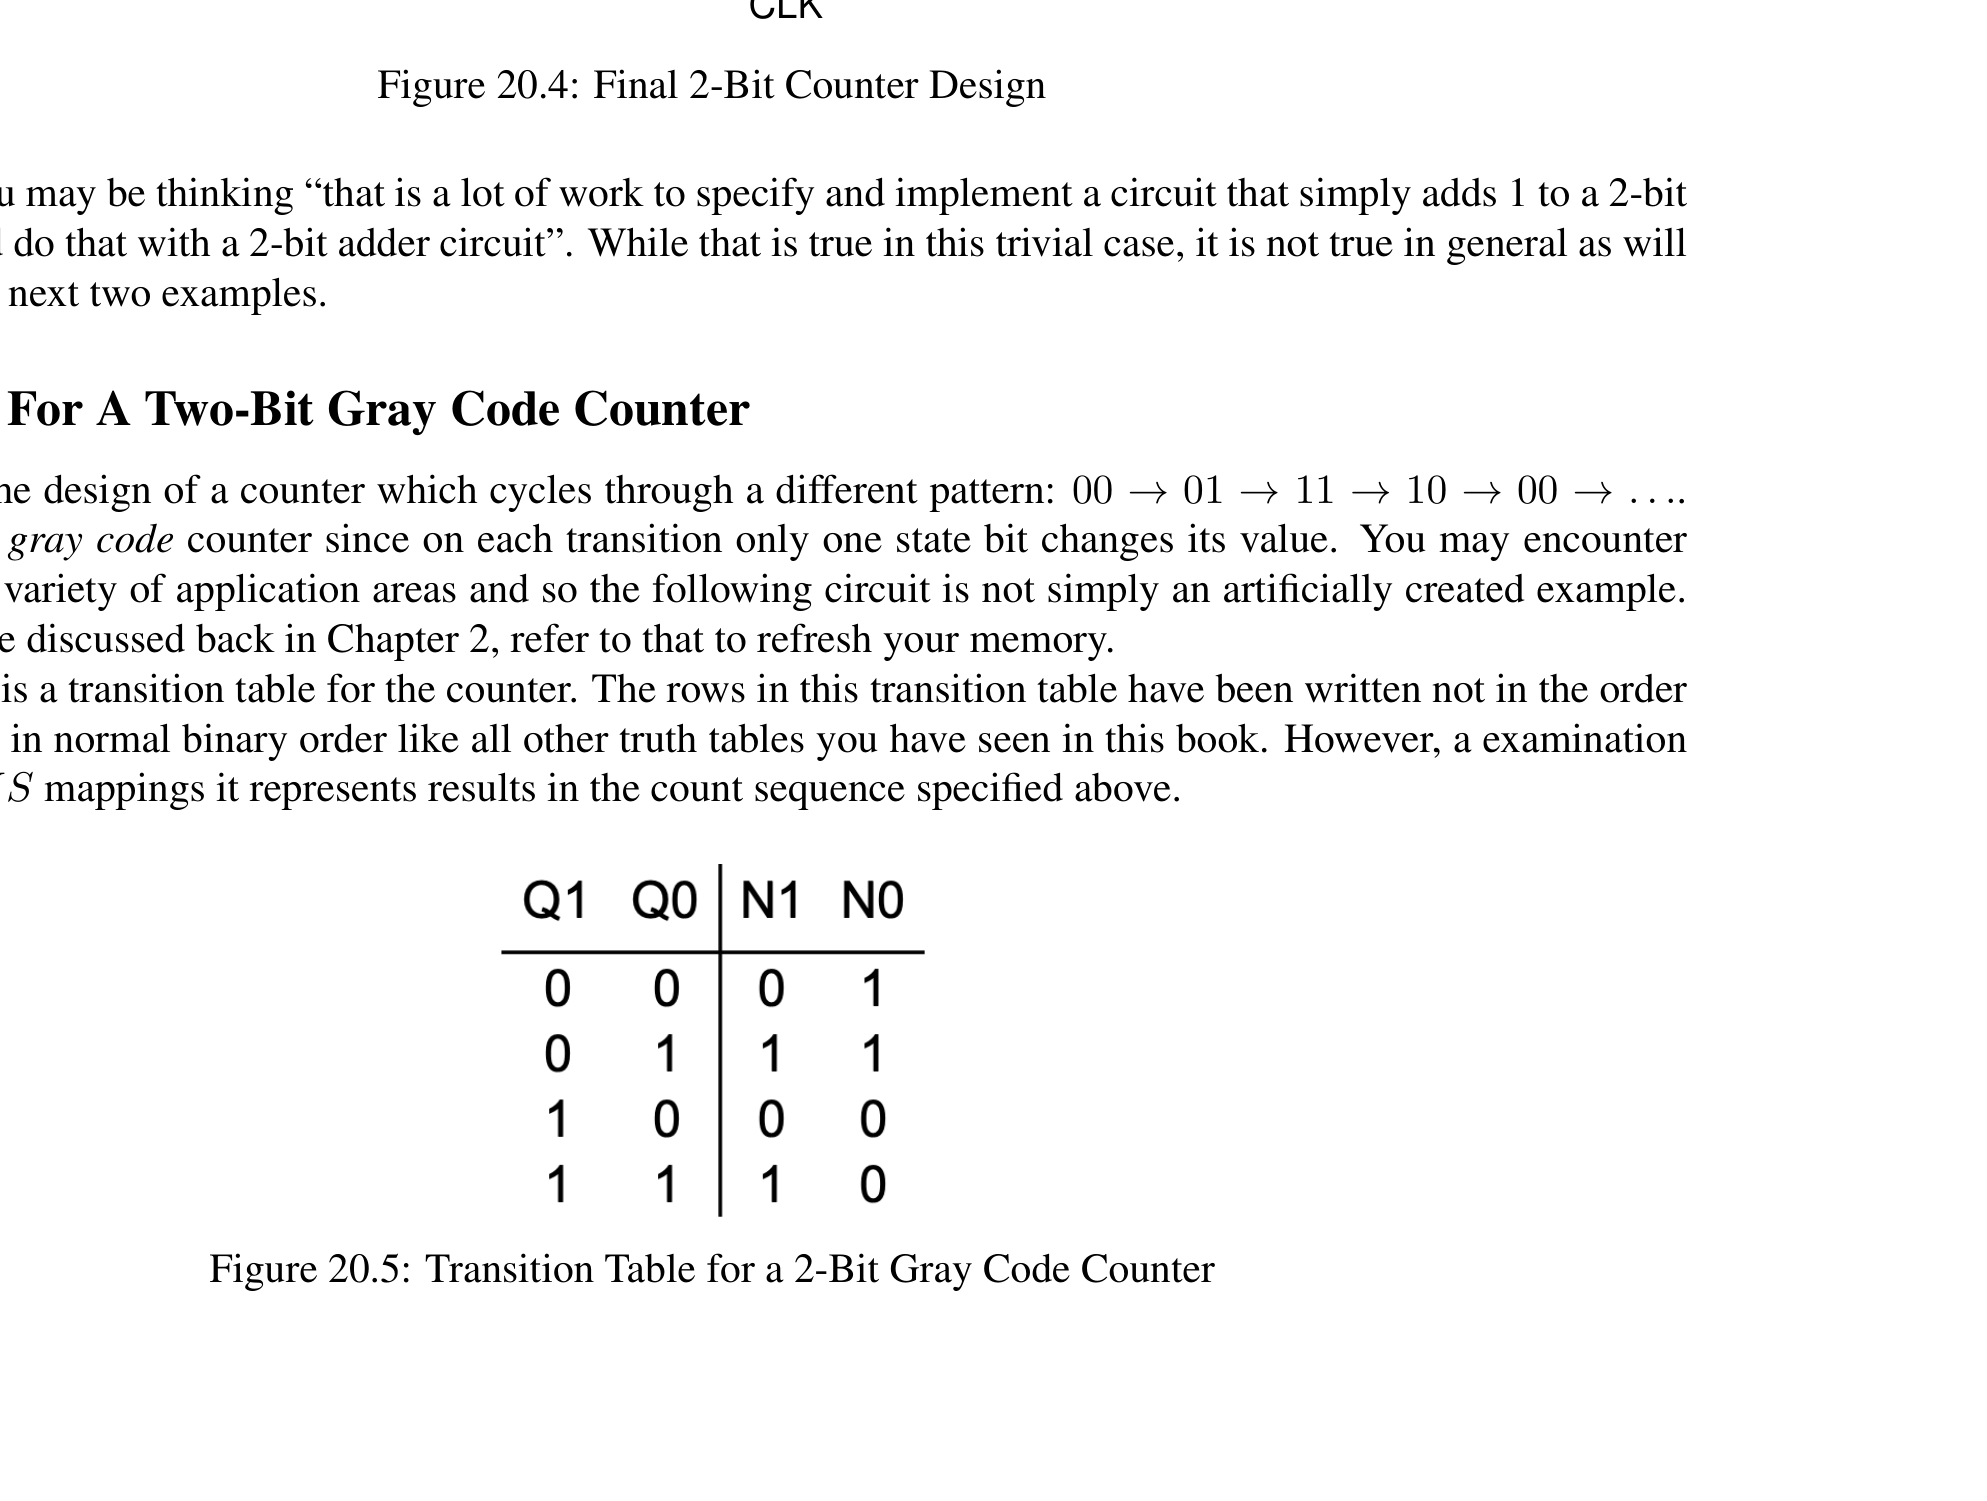 CLK
Figure 20.4: Final 2-Bit Counter Design
may be thinking “that is a lot of work to specify and implement a circuit that simply adds 1 to a 2-bit
do that with a 2-bit adder circuit”. While that is true in this trivial case, it is not true in general as will
next two examples.
For A Two-Bit Gray Code Counter
design of a counter which cycles through a different pattern: 00 → 01 → 11 → 10 → 00 → . . ..
gray code counter since on each transition only one state bit changes its value. You may encounter
variety of application areas and so the following circuit is not simply an artificially created example.
discussed back in Chapter 2, refer to that to refresh your memory.
is a transition table for the counter. The rows in this transition table have been written not in the order
in normal binary order like all other truth tables you have seen in this book. However, a examination
S mappings it represents results in the count sequence specified above.
Q1 Q0 N1 N0
0 0 0 1
0 1 1 1
1 0 0 0
1 1 1 0
Figure 20.5: Transition Table for a 2-Bit Gray Code Counter